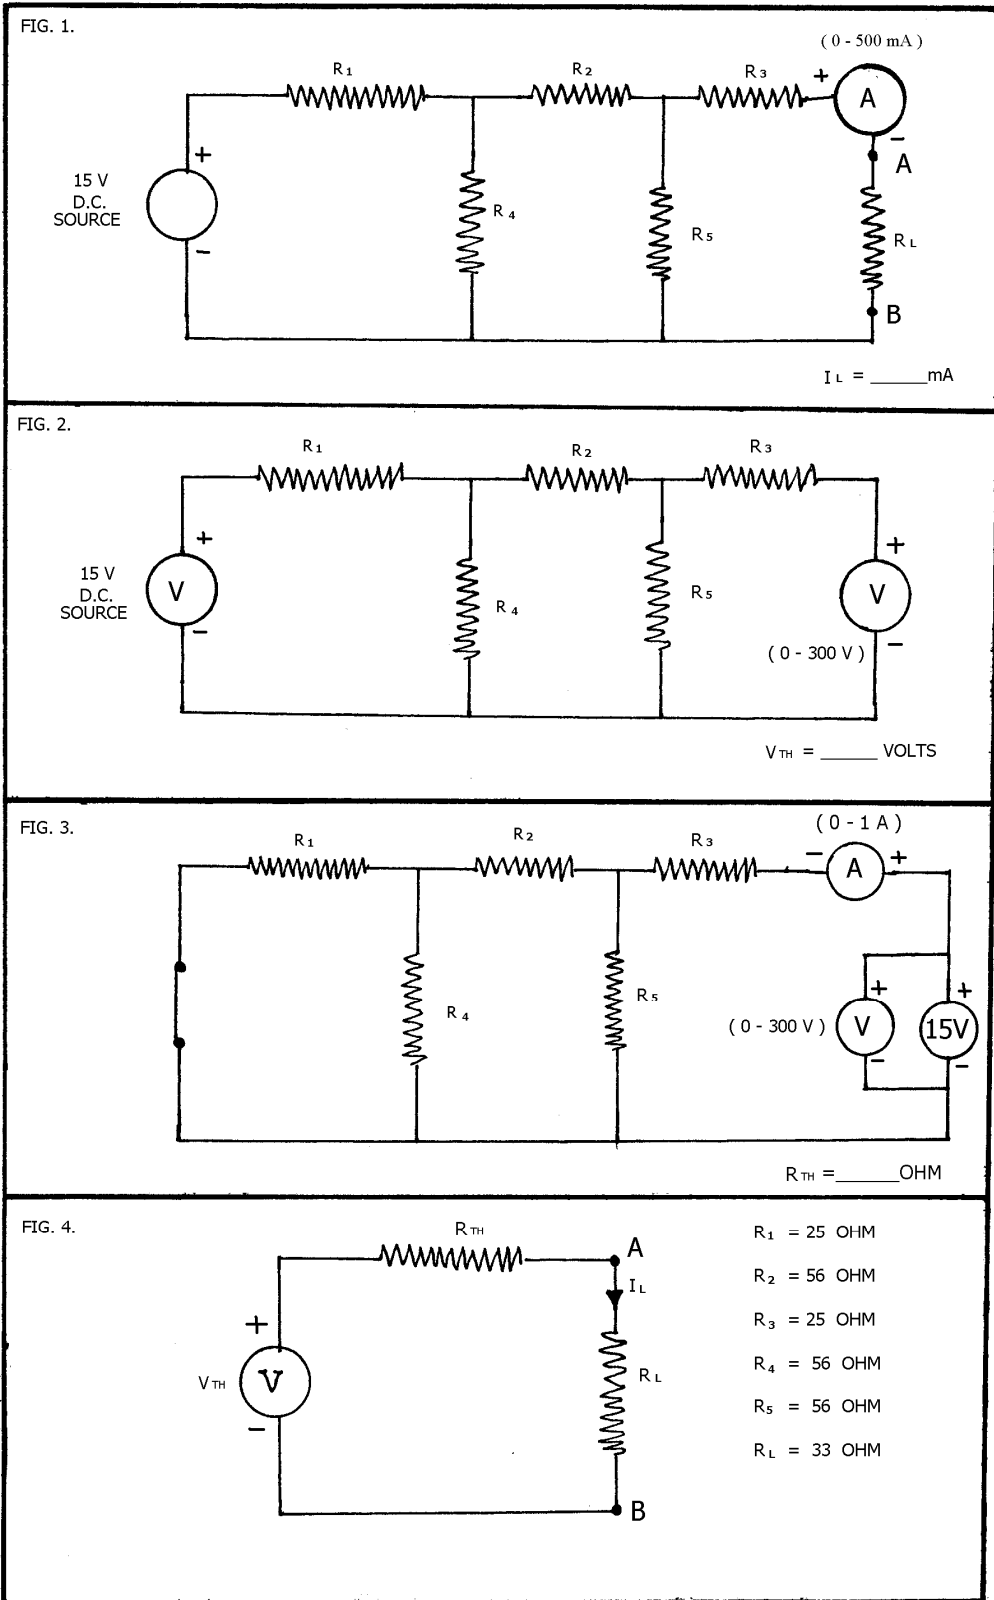 FIG. 1.
( 0 - 500 mA )
R1
R2
R3
+
A
-
A
+
15 V
D.C.
SOURCE
-
R4
R5
RL
B
IL = ______mA
FIG. 2.
R1
R2
R3
+
15 V
D.C.
SOURCE
V
-
R4
R5
+
V
-
( 0 - 300 V )
VTH = ______ VOLTS
FIG. 3.
R1
R2
R3
( 0 - 1 A )
-
A
+
R4
R5
( 0 - 300 V )
+
V
-
+
15V
-
RTH =______OHM
FIG. 4.
RTH
A
IL
+
VTH
V
-
RL
B
R1 = 25 OHM
R2 = 56 OHM
R3 = 25 OHM
R4 = 56 OHM
R5 = 56 OHM
RL = 33 OHM